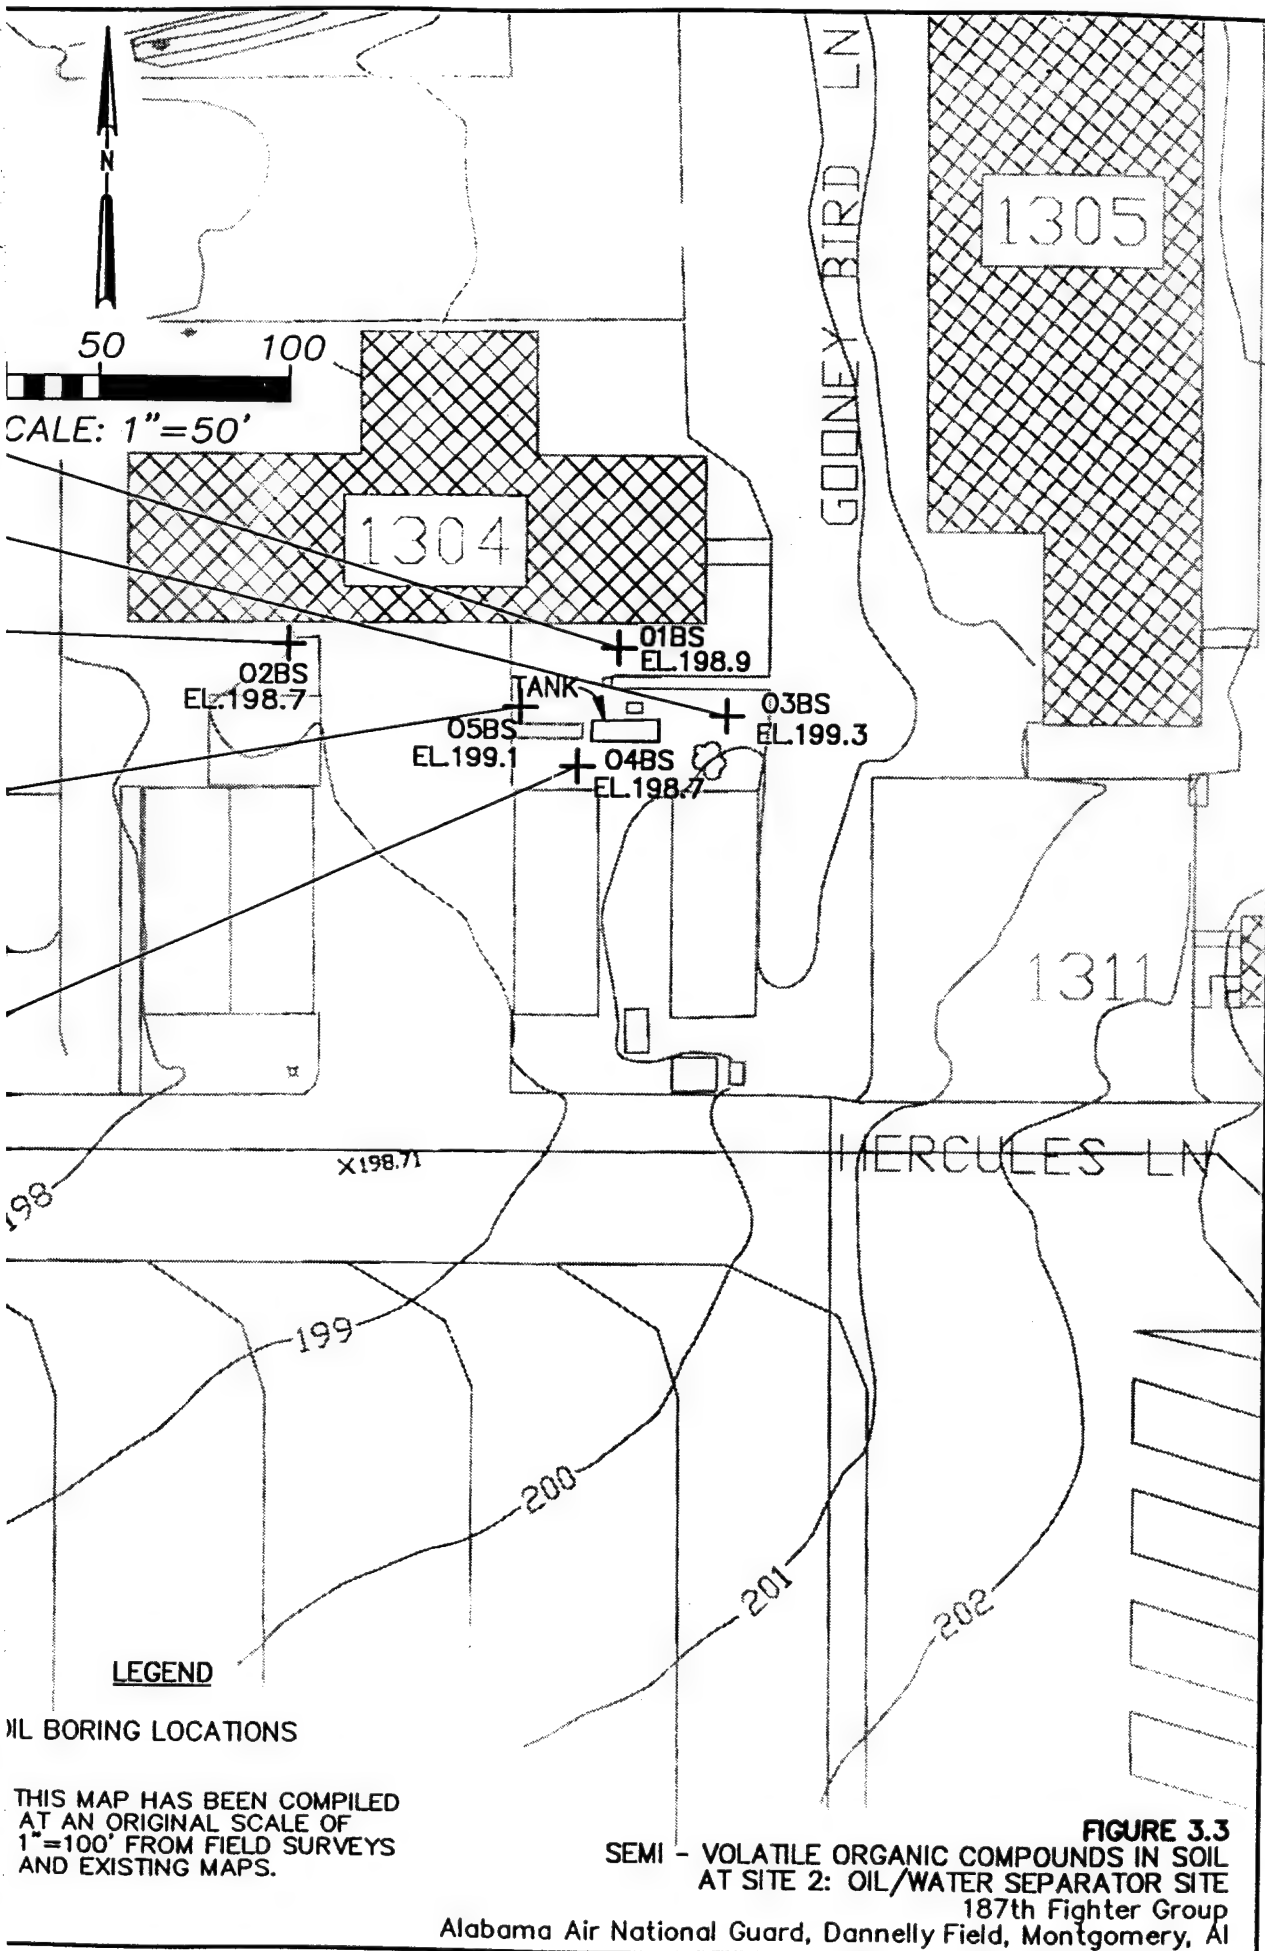 GOONEY BIRD LN
1305
N
50 100
CALE: 1"=50'
1304
01BS
EL.198.9
02BS
EL.198.7
TANK
03BS
EL.199.3
05BS
EL.199.1
04BS
EL.198.7
1311
HERCULES LN
X198.71
198
199
200
201
202
LEGEND
OIL BORING LOCATIONS
THIS MAP HAS BEEN COMPILED
AT AN ORIGINAL SCALE OF
1"=100' FROM FIELD SURVEYS
AND EXISTING MAPS.
FIGURE 3.3
SEMI - VOLATILE ORGANIC COMPOUNDS IN SOIL
AT SITE 2: OIL/WATER SEPARATOR SITE
187th Fighter Group
Alabama Air National Guard, Dannelly Field, Montgomery, Al